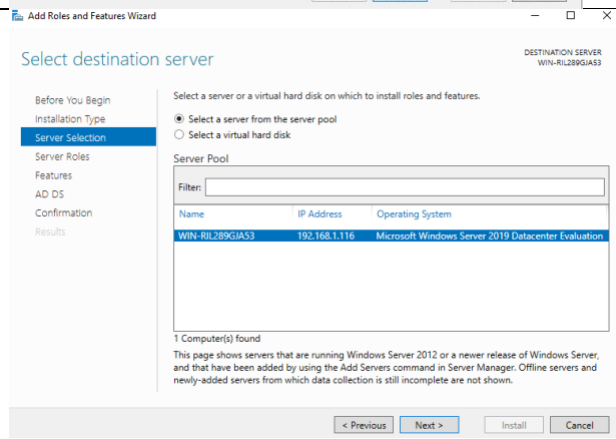 Add Roles and Features Wizard
Select destination server
DESTINATION SERVER
WIN-RIL289GJA53
Before You Begin
Installation Type
Server Selection
Server Roles
Features
AD DS
Confirmation
Results
Select a server or a virtual hard disk on which to install roles and features.
Select a server from the server pool
Select a virtual hard disk
Server Pool
Filter:
Name IP Address Operating System
WIN-RIL289GJA53 192.168.1.116 Microsoft Windows Server 2019 Datacenter Evaluation
1 Computer(s) found
This page shows servers that are running Windows Server 2012 or a newer release of Windows Server,
and that have been added by using the Add Servers command in Server Manager. Offline servers and
newly-added servers from which data collection is still incomplete are not shown.
< Previous Next > Install Cancel